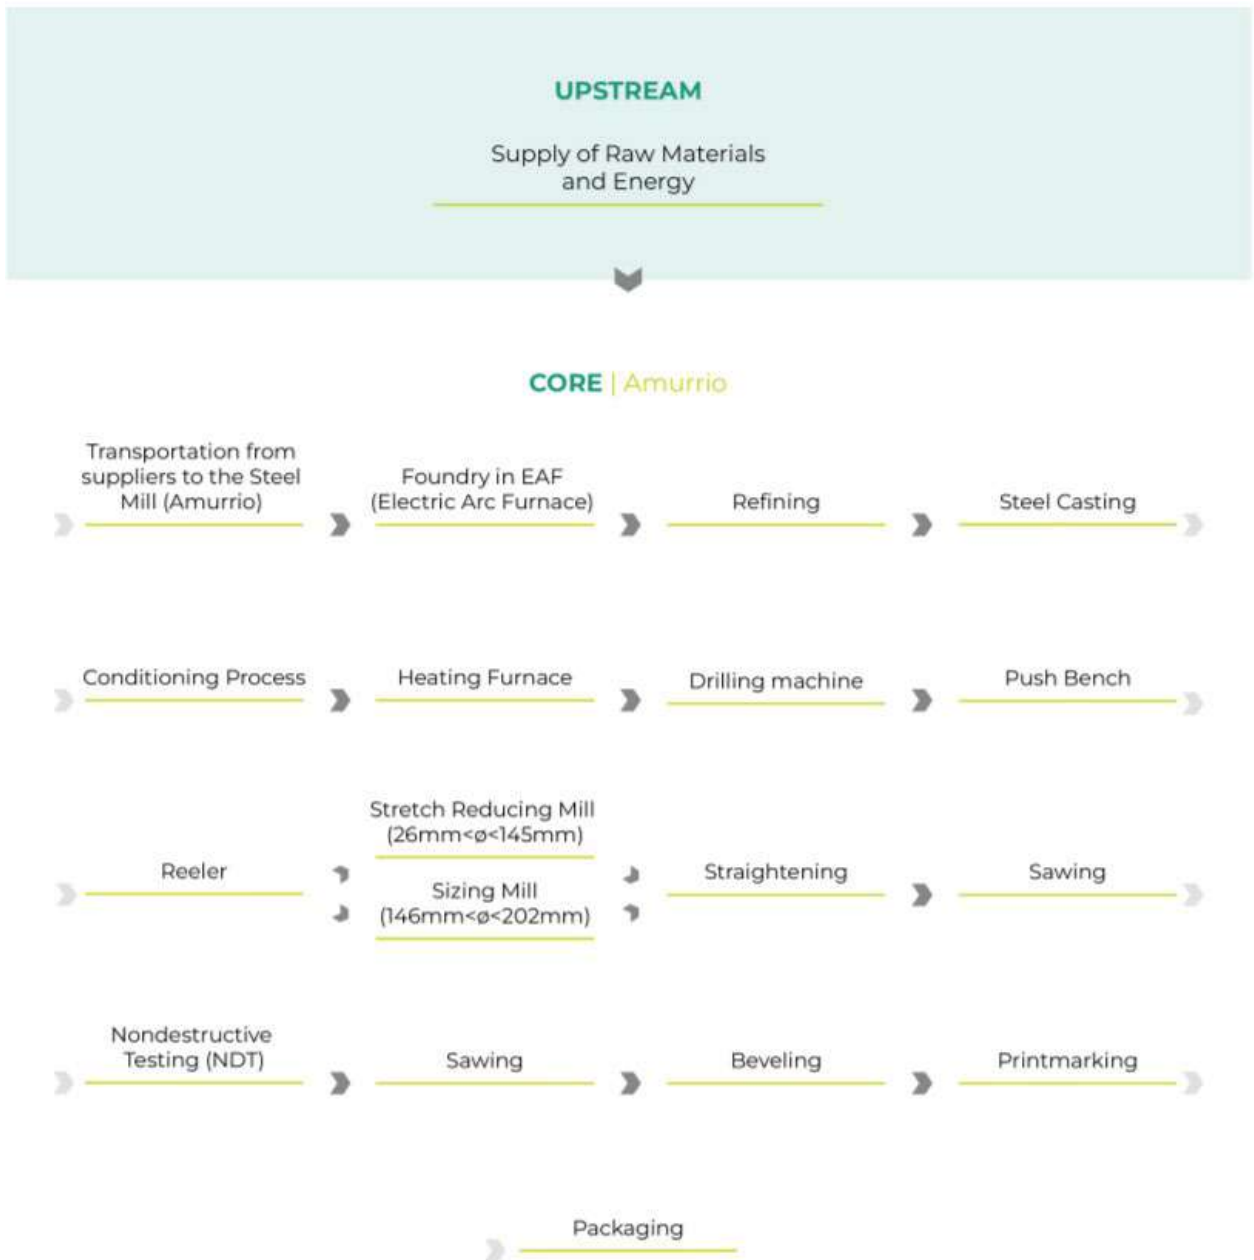 UPSTREAM
Supply of Raw Materials
and Energy
CORE | Amurrio
Transportation from
suppliers to the Steel
Mill (Amurrio)
Foundry in EAF
(Electric Arc Furnace)
Refining
Steel Casting
Conditioning Process
Heating Furnace
Drilling machine
Push Bench
Reeler
Stretch Reducing Mill
(26mm<ø<145mm)
Sizing Mill
(146mm<ø<202mm)
Straightening
Sawing
Nondestructive
Testing (NDT)
Sawing
Beveling
Printmarking
Packaging